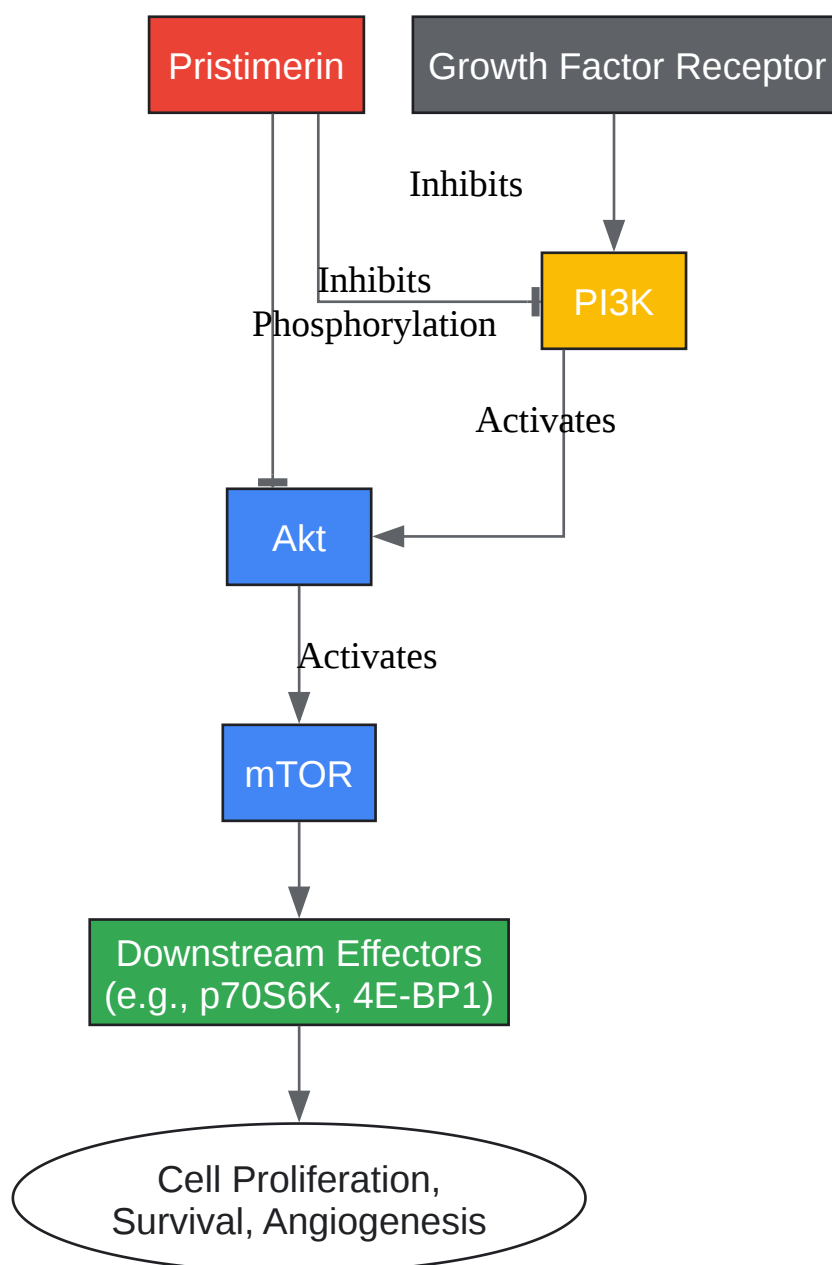 Pristimerin
Growth Factor Receptor
Inhibits
Inhibits
Phosphorylation
PI3K
Activates
Akt
Activates
mTOR
Downstream Effectors
(e.g., p70S6K, 4E-BP1)
Cell Proliferation,
Survival, Angiogenesis